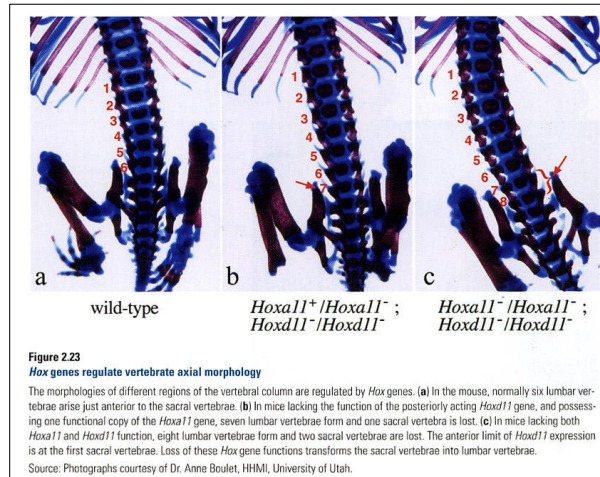 1
2
3
4
5
6
a
1
2
3
4
5
6
7
b
1
2
3
4
5
6
7
8
c
wild-type
Hoxa11+/Hoxa11- ;
Hoxd11-/Hoxd11-
Hoxa11-/Hoxa11- ;
Hoxd11-/Hoxd11-
Figure 2.23
Hox genes regulate vertebrate axial morphology
The morphologies of different regions of the vertebral column are regulated by Hox genes. (a) In the mouse, normally six lumbar ver-
tebrae arise just anterior to the sacral vertebrae. (b) In mice lacking the function of the posteriorly acting Hoxd11 gene, and possess-
ing one functional copy of the Hoxa11 gene, seven lumbar vertebrae form and one sacral vertebra is lost. (c) In mice lacking both
Hoxa11 and Hoxd11 function, eight lumbar vertebrae form and two sacral vertebrae are lost. The anterior limit of Hoxd11 expression
is at the first sacral vertebrae. Loss of these Hox gene functions transforms the sacral vertebrae into lumbar vertebrae.
Source: Photographs courtesy of Dr. Anne Boulet, HHMI, University of Utah.